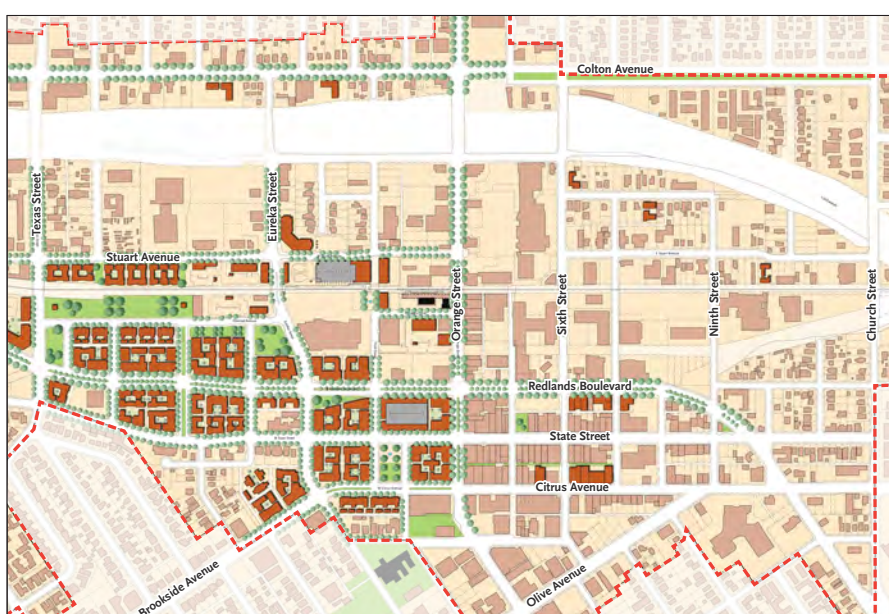 Colton Avenue
Texas Street
Eureka Street
Stuart Avenue
Orange Street
Sixth Street
Ninth Street
Church Street
Redlands Boulevard
State Street
Citrus Avenue
Brookside Avenue
Olive Avenue